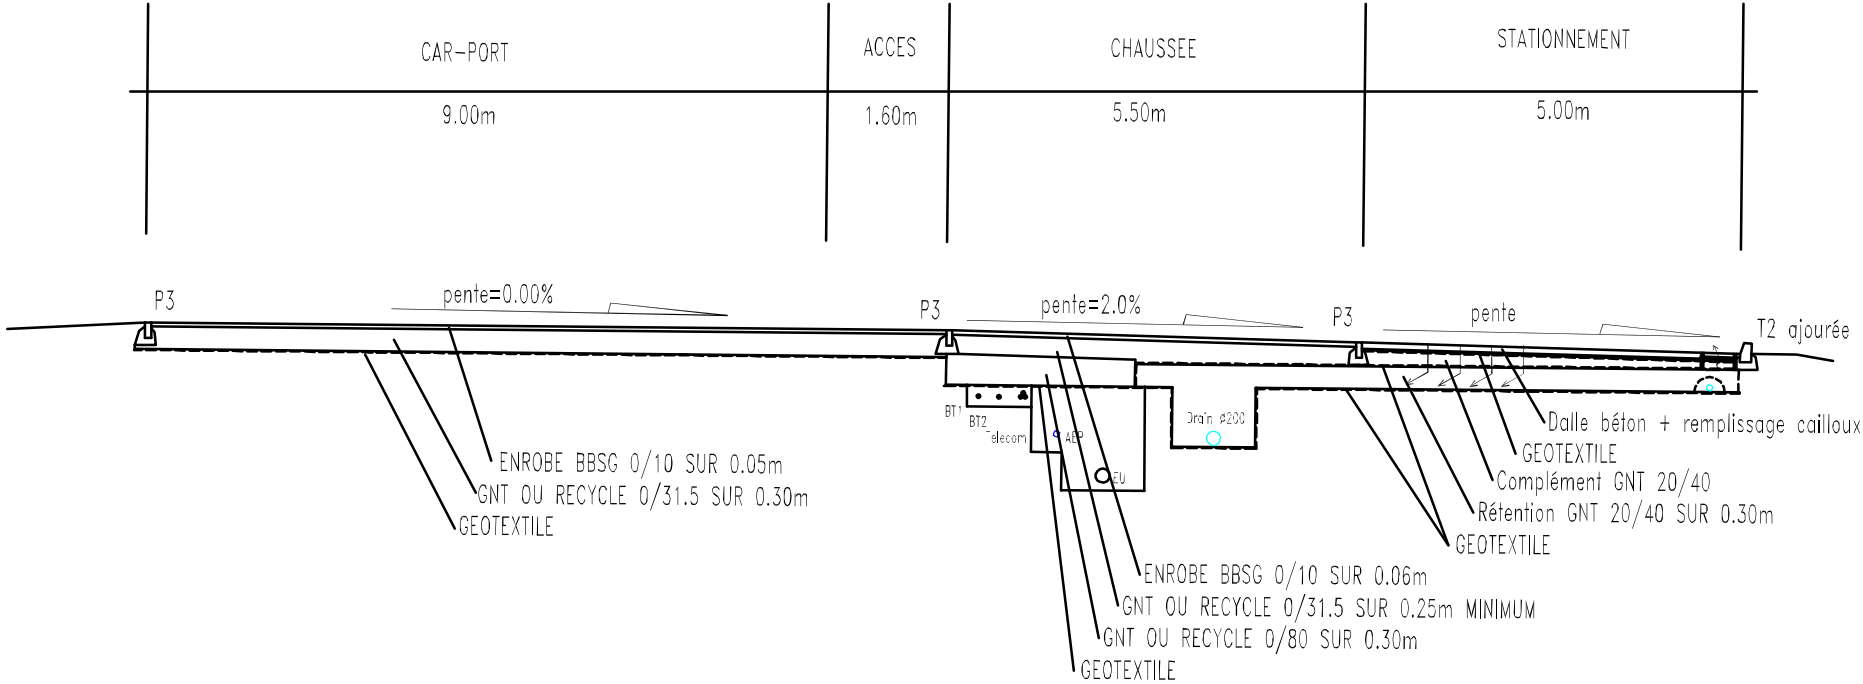 CAR-PORT
ACCES
CHAUSSEE
STATIONNEMENT
9.00m
1.60m
5.50m
5.00m
P3
pente=0.00%
P3
pente=2.0%
P3
pente
T2 ajourée
BT1
BT2
Telecom
AEP
EU
Drain ø200
ENROBE BBSG 0/10 SUR 0.05m
GNT OU RECYCLE 0/31.5 SUR 0.30m
GEOTEXTILE
Dalle béton + remplissage cailloux
GEOTEXTILE
Complément GNT 20/40
Rétention GNT 20/40 SUR 0.30m
GEOTEXTILE
ENROBE BBSG 0/10 SUR 0.06m
GNT OU RECYCLE 0/31.5 SUR 0.25m MINIMUM
GNT OU RECYCLE 0/80 SUR 0.30m
GEOTEXTILE